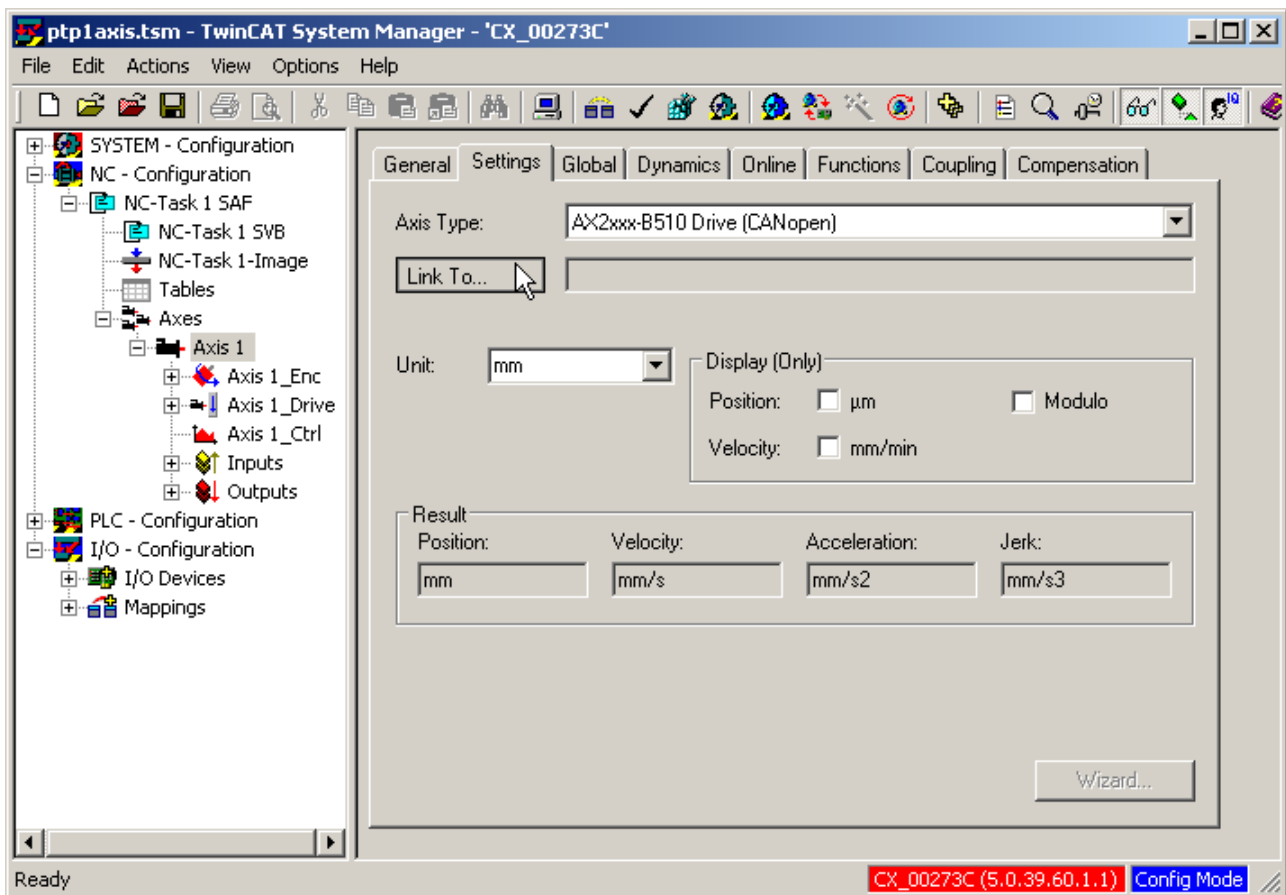 ptp1axis.tsm - TwinCAT System Manager - 'CX_00273C'
File Edit Actions View Options Help
SYSTEM - Configuration
NC - Configuration
NC-Task 1 SAF
NC-Task 1 SVB
NC-Task 1-Image
Tables
Axes
Axis 1
Axis 1_Enc
Axis 1_Drive
Axis 1_Ctrl
Inputs
Outputs
PLC - Configuration
I/O - Configuration
I/O Devices
Mappings
General Settings Global Dynamics Online Functions Coupling Compensation
Axis Type: AX2xxx-B510 Drive (CANopen)
Link To...
Unit: mm
Display (Only)
Position: µm Modulo
Velocity: mm/min
Result
Position: Velocity: Acceleration: Jerk:
mm mm/s mm/s2 mm/s3
Wizard...
Ready CX_00273C (5.0.39.60.1.1) Config Mode